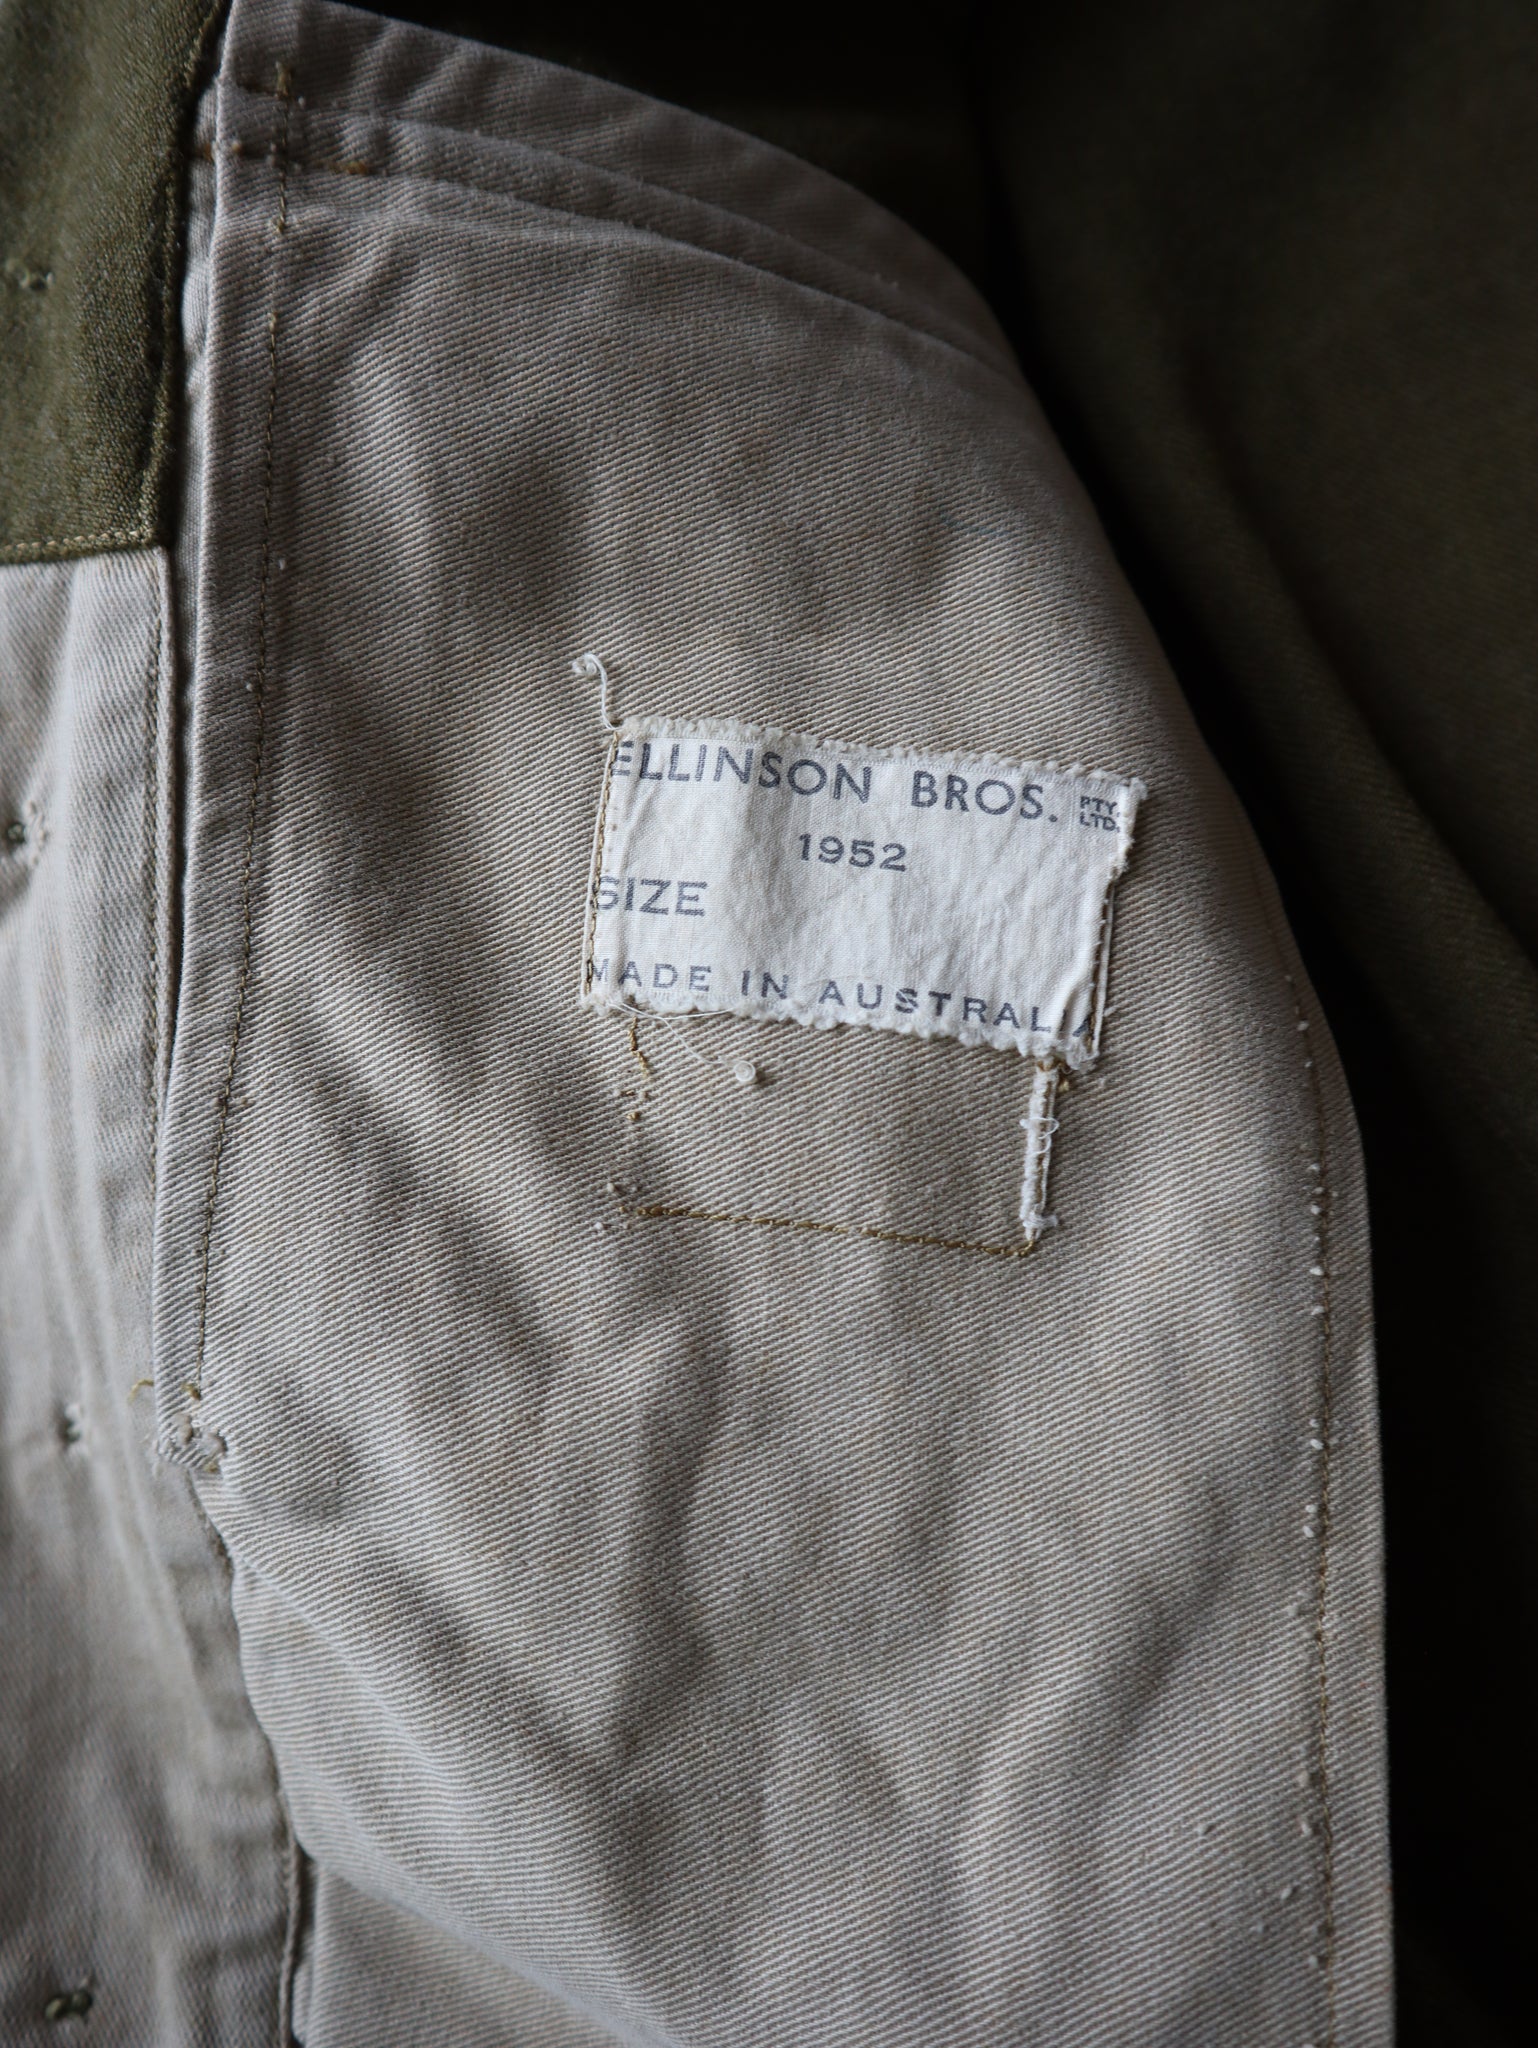 ELLINSON BROS. PTY. LTD.
1952
SIZE
MADE IN AUSTRALIA